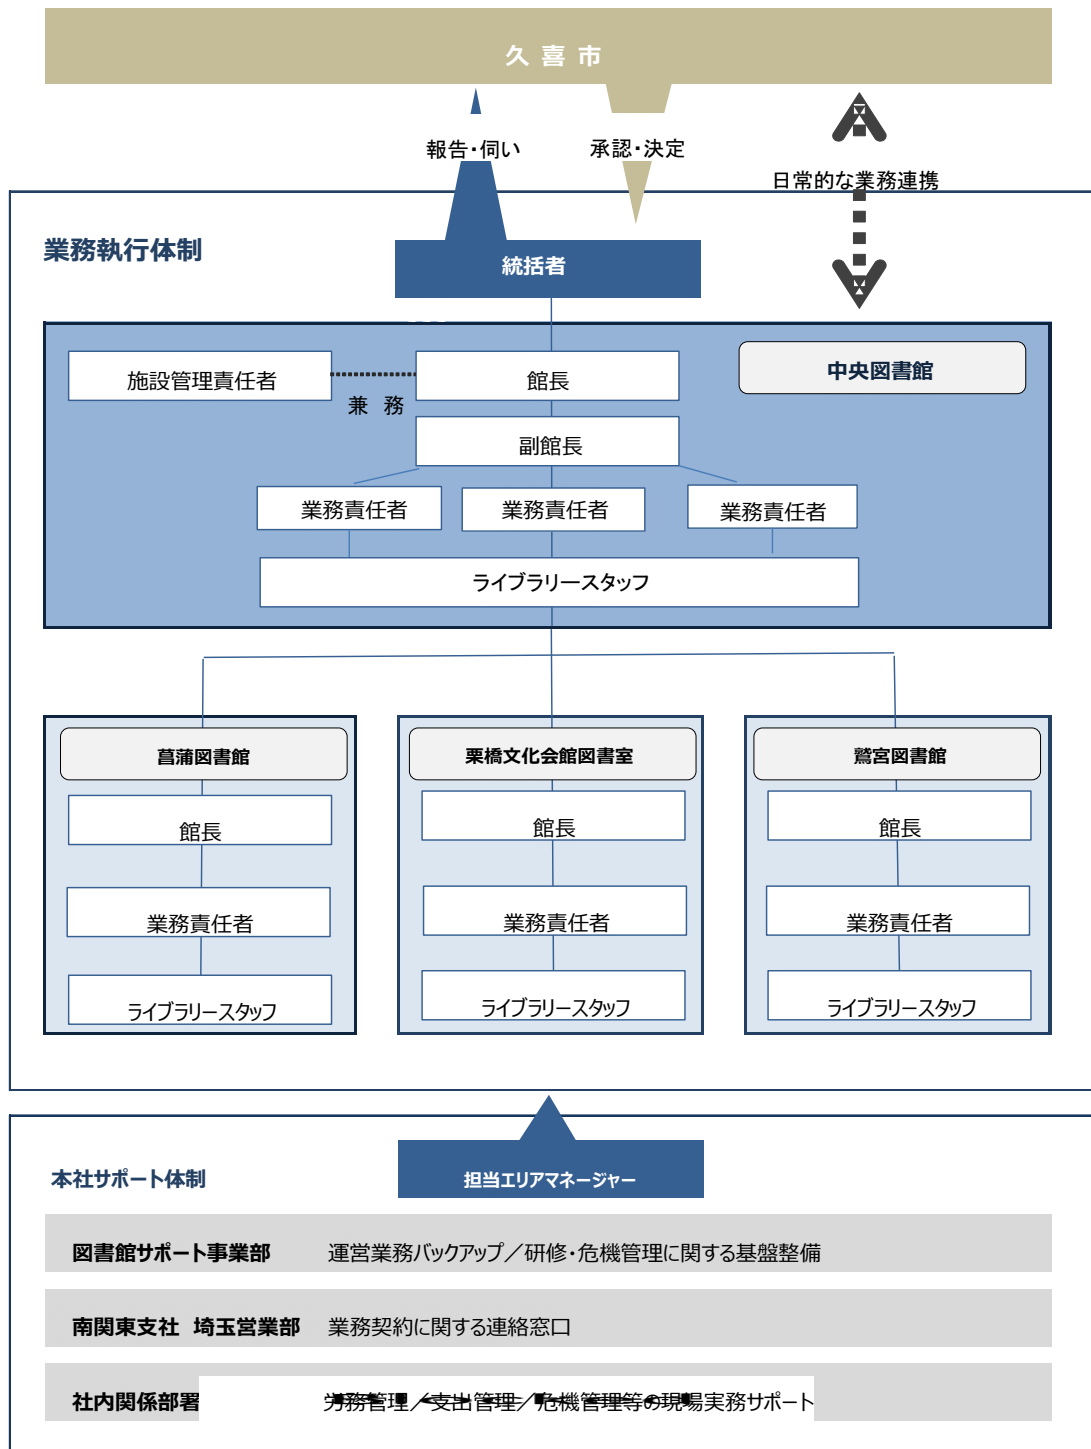 久喜市
報告・伺い
承認・決定
日常的な業務連携
業務執行体制
統括者
施設管理責任者
兼 務
館長
中央図書館
副館長
業務責任者
業務責任者
業務責任者
ライブラリースタッフ
菖蒲図書館
館長
業務責任者
ライブラリースタッフ
栗橋文化会館図書室
館長
業務責任者
ライブラリースタッフ
鷲宮図書館
館長
業務責任者
ライブラリースタッフ
本社サポート体制
担当エリアマネージャー
図書館サポート事業部 運営業務バックアップ／研修・危機管理に関する基盤整備
南関東支社 埼玉営業部 業務契約に関する連絡窓口
社内関係部署 労務管理／支出管理／危機管理等の現場実務サポート